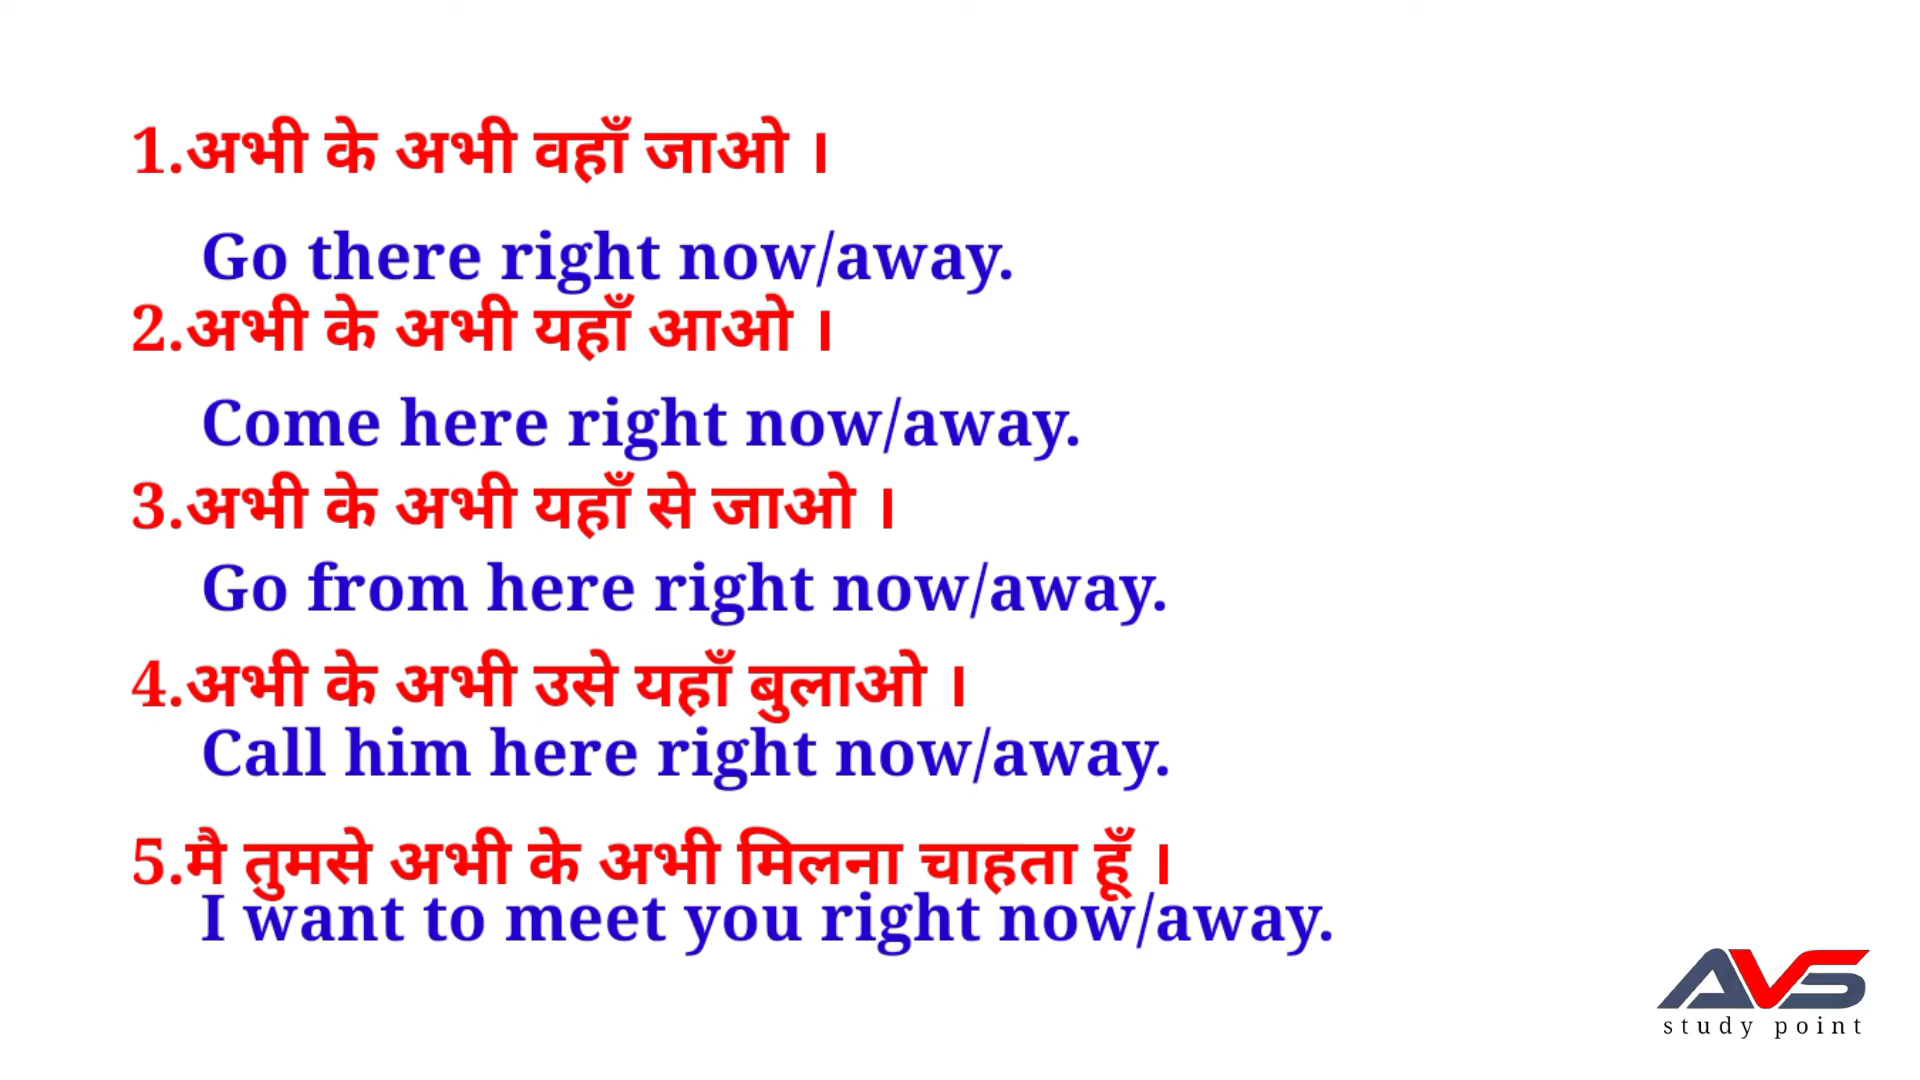 1.अभी के अभी वहाँ जाओ ।
Go there right now/away.
2.अभी के अभी यहाँ आओ ।
Come here right now/away.
3.अभी के अभी यहाँ से जाओ ।
Go from here right now/away.
4.अभी के अभी उसे यहाँ बुलाओ ।
Call him here right now/away.
5.मै तुमसे अभी के अभी मिलना चाहता हूँ ।
I want to meet you right now/away.
AVS
study point